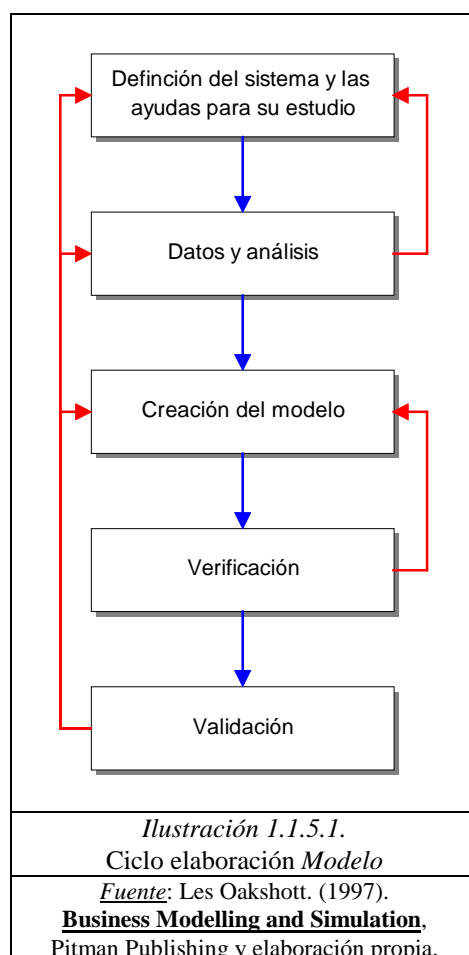 Definción del sistema y las
ayudas para su estudio
Datos y análisis
Creación del modelo
Verificación
Validación
Ilustración 1.1.5.1.
Ciclo elaboración Modelo
Fuente: Les Oakshott. (1997).
Business Modelling and Simulation,
Pitman Publishing y elaboración propia.